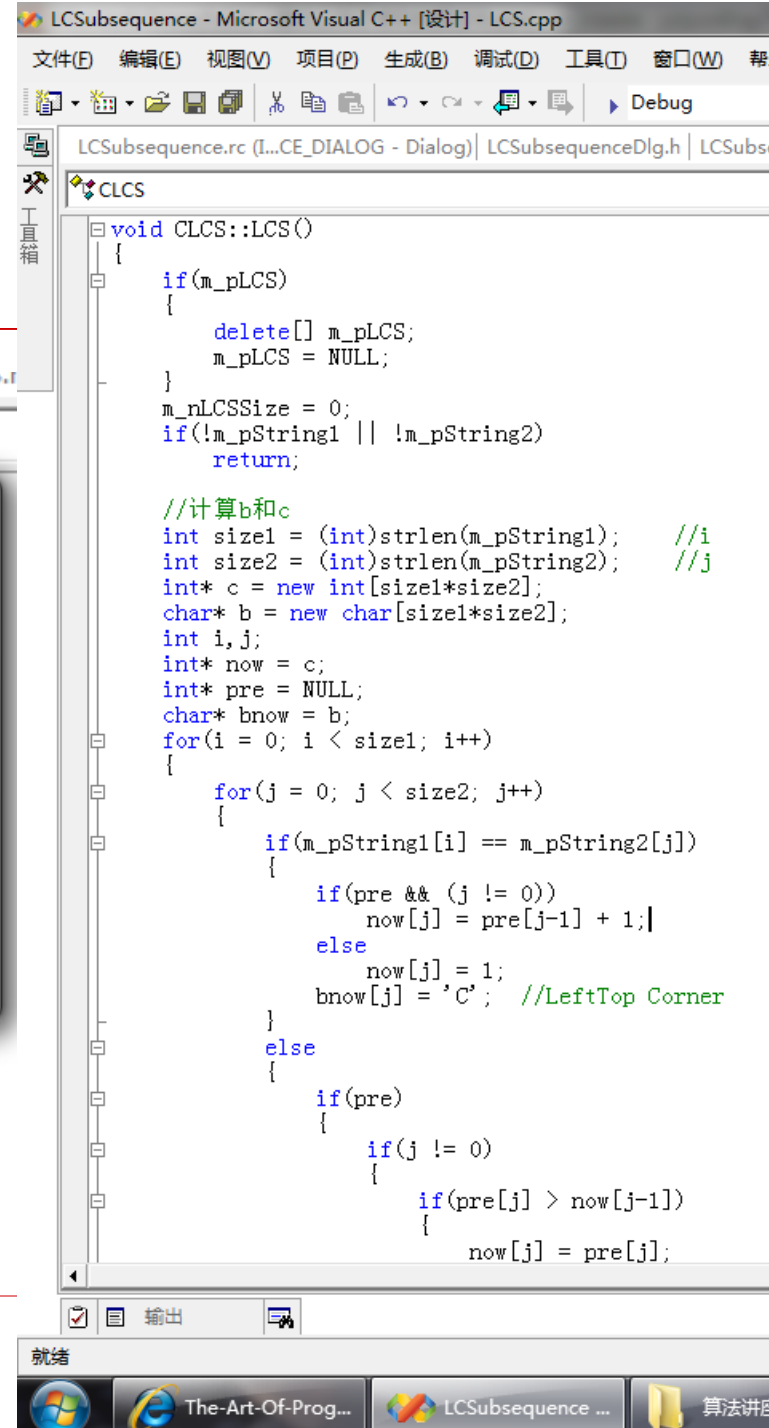 LCSubsequence - Microsoft Visual C++ [设计] - LCS.cpp
文件(F) 编辑(E) 视图(V) 项目(P) 生成(B) 调试(D) 工具(T) 窗口(W) 帮
Debug
LCSubsequence.rc (I...CE_DIALOG - Dialog) | LCSubsequenceDlg.h | LCSubs
CLCS
工具箱
void CLCS::LCS()
{
    if(m_pLCS)
    {
        delete[] m_pLCS;
        m_pLCS = NULL;
    }
    m_nLCSSize = 0;
    if(!m_pString1 || !m_pString2)
        return;

    //计算b和c
    int size1 = (int)strlen(m_pString1);    //i
    int size2 = (int)strlen(m_pString2);    //j
    int* c = new int[size1*size2];
    char* b = new char[size1*size2];
    int i,j;
    int* now = c;
    int* pre = NULL;
    char* bnow = b;
    for(i = 0; i < size1; i++)
    {
        for(j = 0; j < size2; j++)
        {
            if(m_pString1[i] == m_pString2[j])
            {
                if(pre && (j != 0))
                    now[j] = pre[j-1] + 1;
                else
                    now[j] = 1;
                bnow[j] = 'C';  //LeftTop Corner
            }
            else
            {
                if(pre)
                {
                    if(j != 0)
                    {
                        if(pre[j] > now[j-1])
                        {
                            now[j] = pre[j];
输出
就绪
The-Art-Of-Prog... LCSubsequence ... 算法讲座